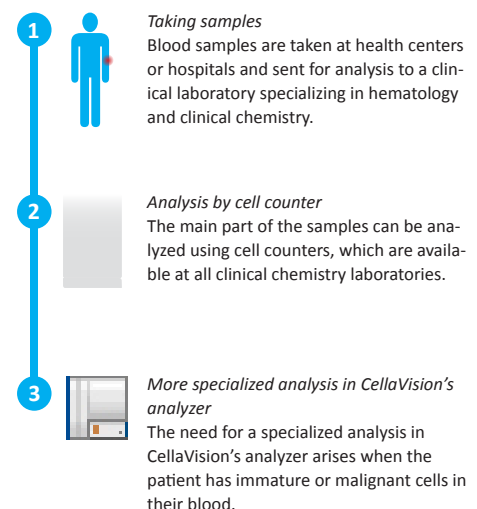 1
Taking samples
Blood samples are taken at health centers
or hospitals and sent for analysis to a clin-
ical laboratory specializing in hematology
and clinical chemistry.
2
Analysis by cell counter
The main part of the samples can be ana-
lyzed using cell counters, which are availa-
ble at all clinical chemistry laboratories.
3
More specialized analysis in CellaVision's
analyzer
The need for a specialized analysis in
CellaVision's analyzer arises when the
patient has immature or malignant cells in
their blood.